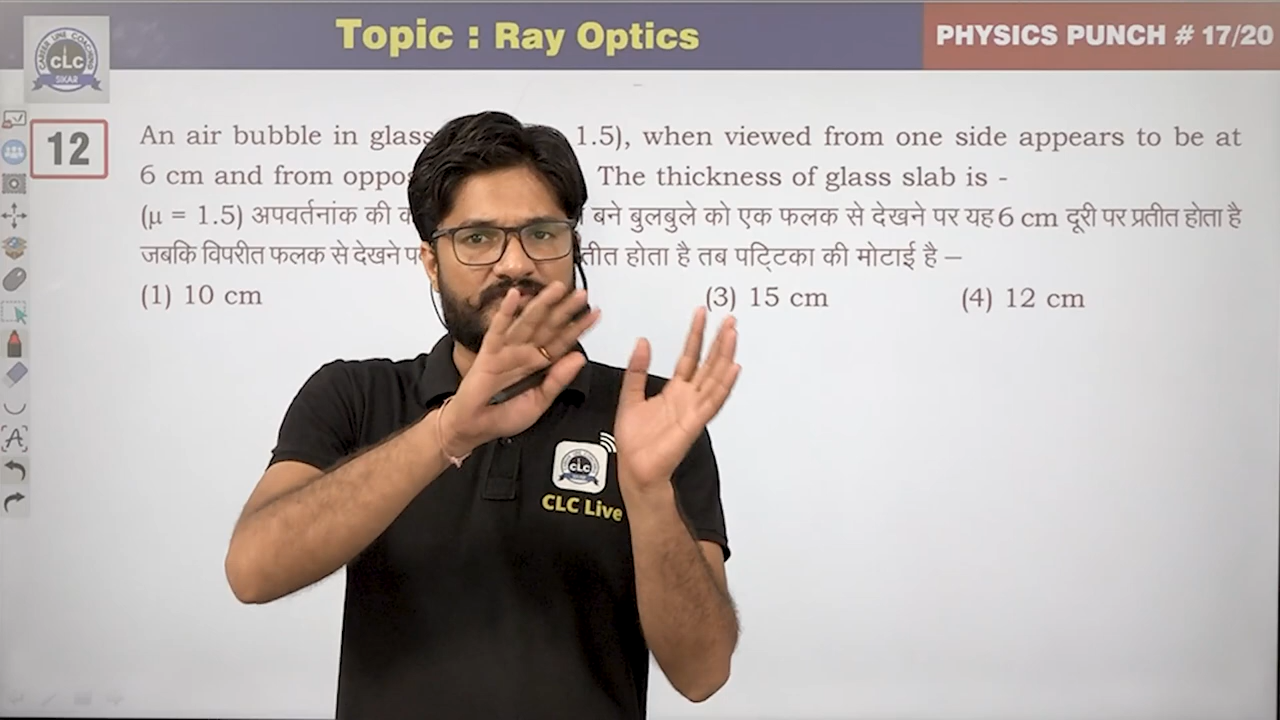 Topic : Ray Optics
PHYSICS PUNCH # 17/20
CAREER LINE COACHING
CLC
SIKAR
12
An air bubble in glass 1.5), when viewed from one side appears to be at
6 cm and from The thickness of glass slab is -
(μ = 1.5) अपवर्तनांक की बने बुलबुले को एक फलक से देखने पर यह 6 cm दूरी पर प्रतीत होता है
जबकि विपरीत फलक से देखने होता है तब पट्टिका की मोटाई है –
(1) 10 cm (3) 15 cm (4) 12 cm
CLC
CLC Live